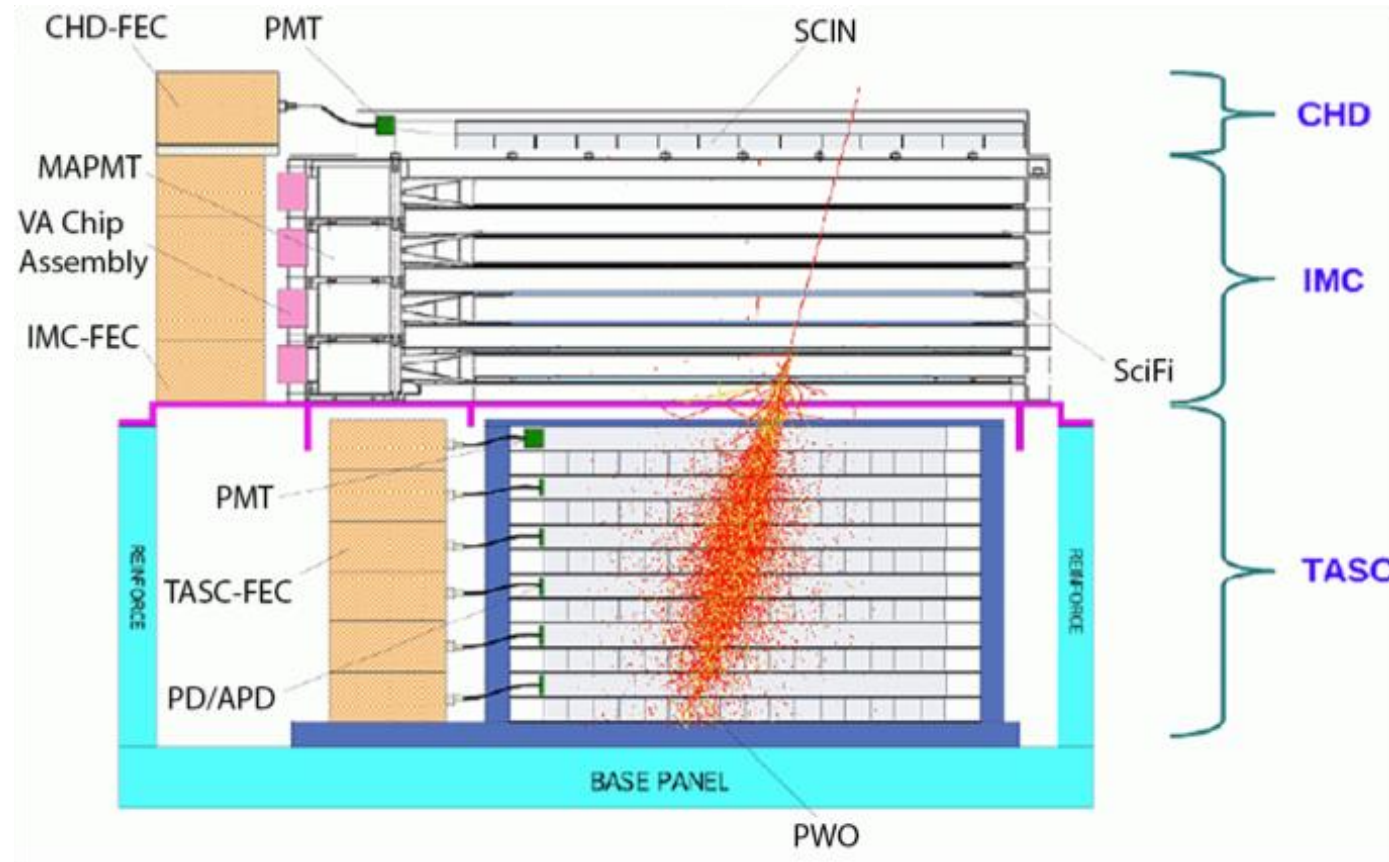 CHD-FEC
PMT
SCIN
CHD
MAPMT
VA Chip
Assembly
IMC
IMC-FEC
SciFi
PMT
REINFORCE
REINFORCE
TASC
TASC-FEC
PD/APD
BASE PANEL
PWO